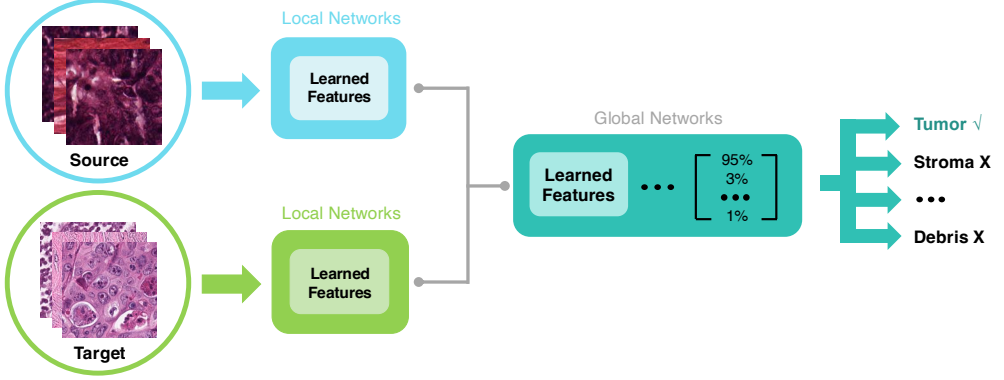 Local Networks
Learned
Features
Source
Global Networks
Learned
Features
•••
95%
3%
•••
1%
Tumor √
Stroma X
•••
Debris X
Local Networks
Learned
Features
Target